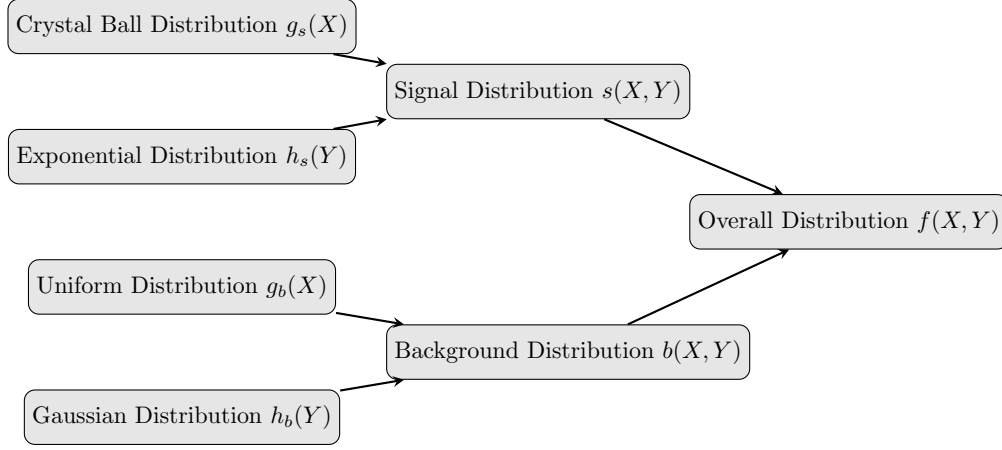 Crystal Ball Distribution $g_s(X)$
Signal Distribution $s(X, Y)$
Exponential Distribution $h_s(Y)$
Overall Distribution $f(X, Y)$
Uniform Distribution $g_b(X)$
Background Distribution $b(X, Y)$
Gaussian Distribution $h_b(Y)$